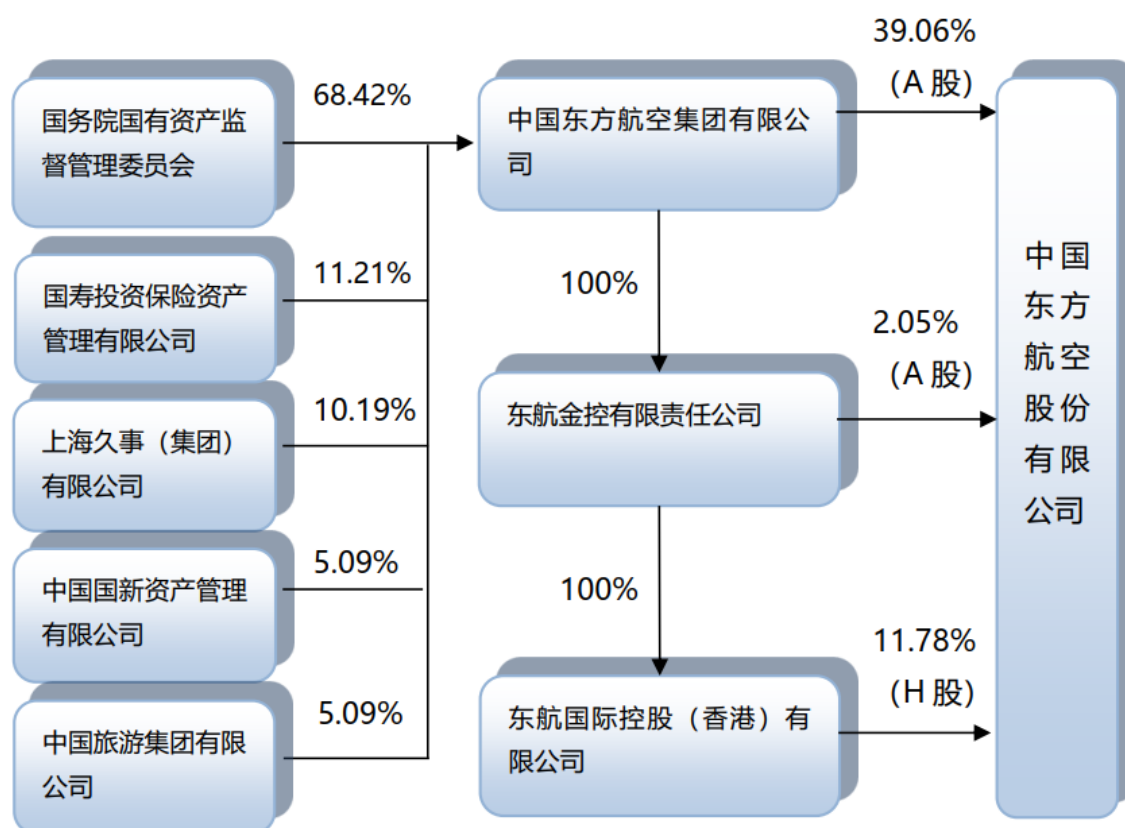 39.06%
(A 股)
国务院国有资产监
督管理委员会
68.42%
中国东方航空集团有限公
司
国寿投资保险资产
管理有限公司
11.21%
100%
2.05%
(A 股)
中国
东方
航空
股份
有限
公司
上海久事（集团）
有限公司
10.19%
东航金控有限责任公司
中国国新资产管理
有限公司
5.09%
100%
11.78%
(H 股)
中国旅游集团有限
公司
5.09%
东航国际控股（香港）有
限公司